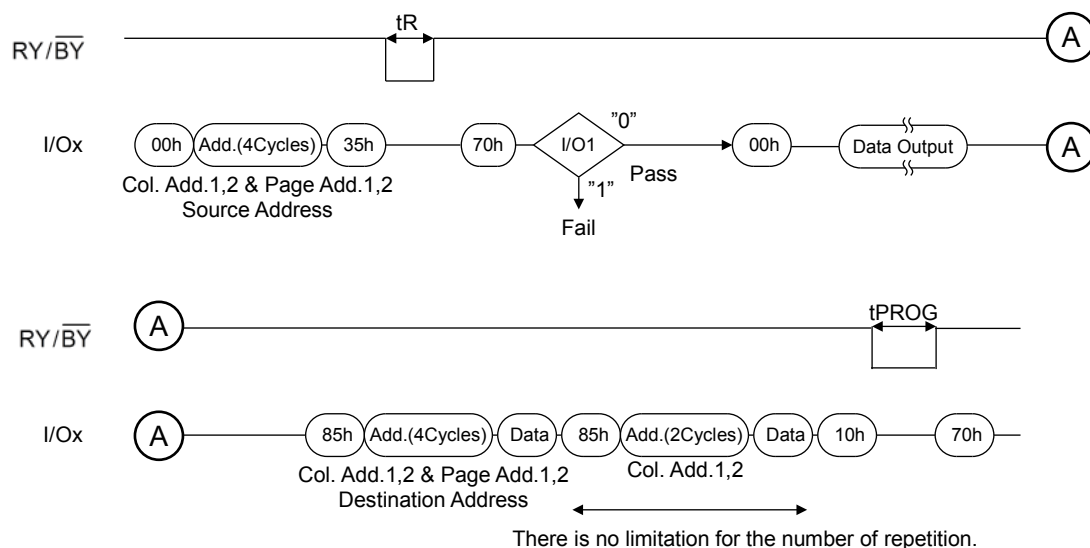 tR
RY/BY
A
I/Ox
00h Add.(4Cycles) 35h 70h I/O1 "0" 00h Data Output A
Pass
"1"
Col. Add.1,2 & Page Add.1,2
Source Address
Fail
tPROG
RY/BY
A
I/Ox
A 85h Add.(4Cycles) Data 85h Add.(2Cycles) Data 10h 70h
Col. Add.1,2 & Page Add.1,2
Destination Address
Col. Add.1,2
There is no limitation for the number of repetition.